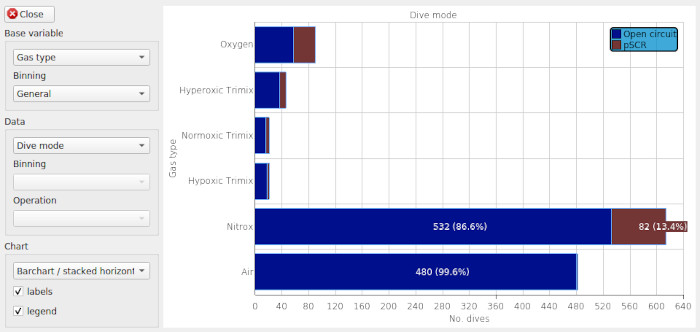 Close
Base variable
Gas type
Binning
General
Data
Dive mode
Binning
Operation
Chart
Barchart / stacked horizont
labels
legend
Dive mode
Open circuit
pSCR
Gas type
Oxygen
Hyperoxic Trimix
Normoxic Trimix
Hypoxic Trimix
Nitrox
532 (86.6%)
82 (13.4%)
Air
480 (99.6%)
0 40 80 120 160 200 240 280 320 360 400 440 480 520 560 600 640
No. dives